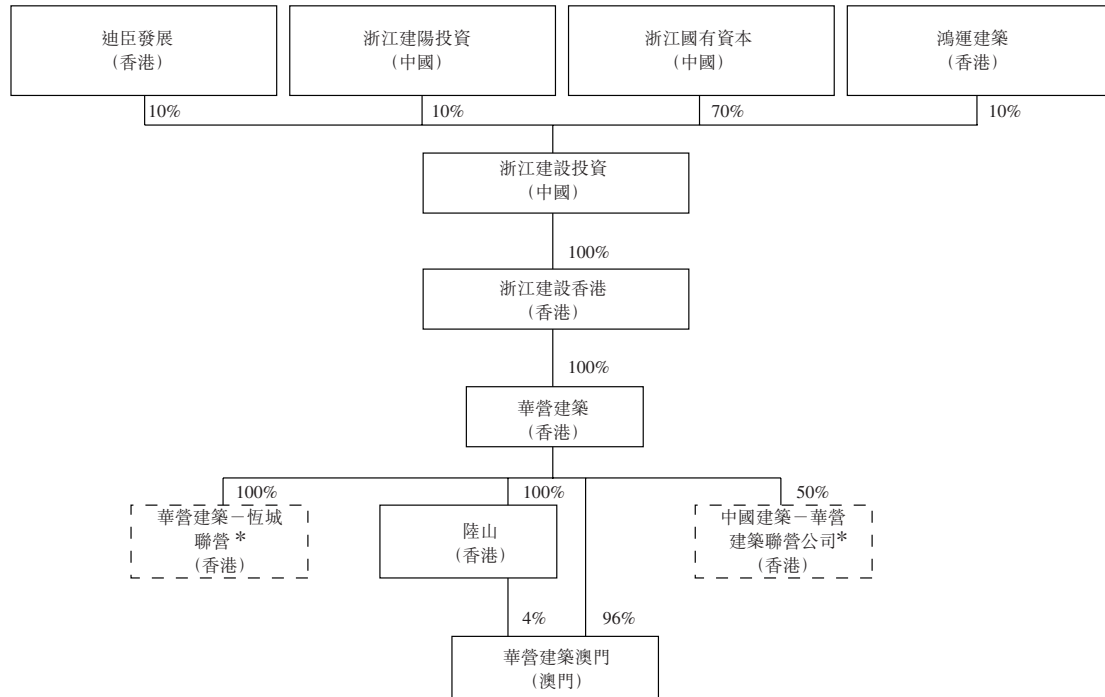 迪臣發展
(香港)
浙江建陽投資
(中國)
浙江國有資本
(中國)
鴻運建築
(香港)
10%
10%
70%
10%
浙江建設投資
(中國)
100%
浙江建設香港
(香港)
100%
華營建築
(香港)
100%
100%
50%
華營建築－恆城
聯營*
(香港)
陸山
(香港)
中國建築－華營
建築聯營公司*
(香港)
4%
96%
華營建築澳門
(澳門)